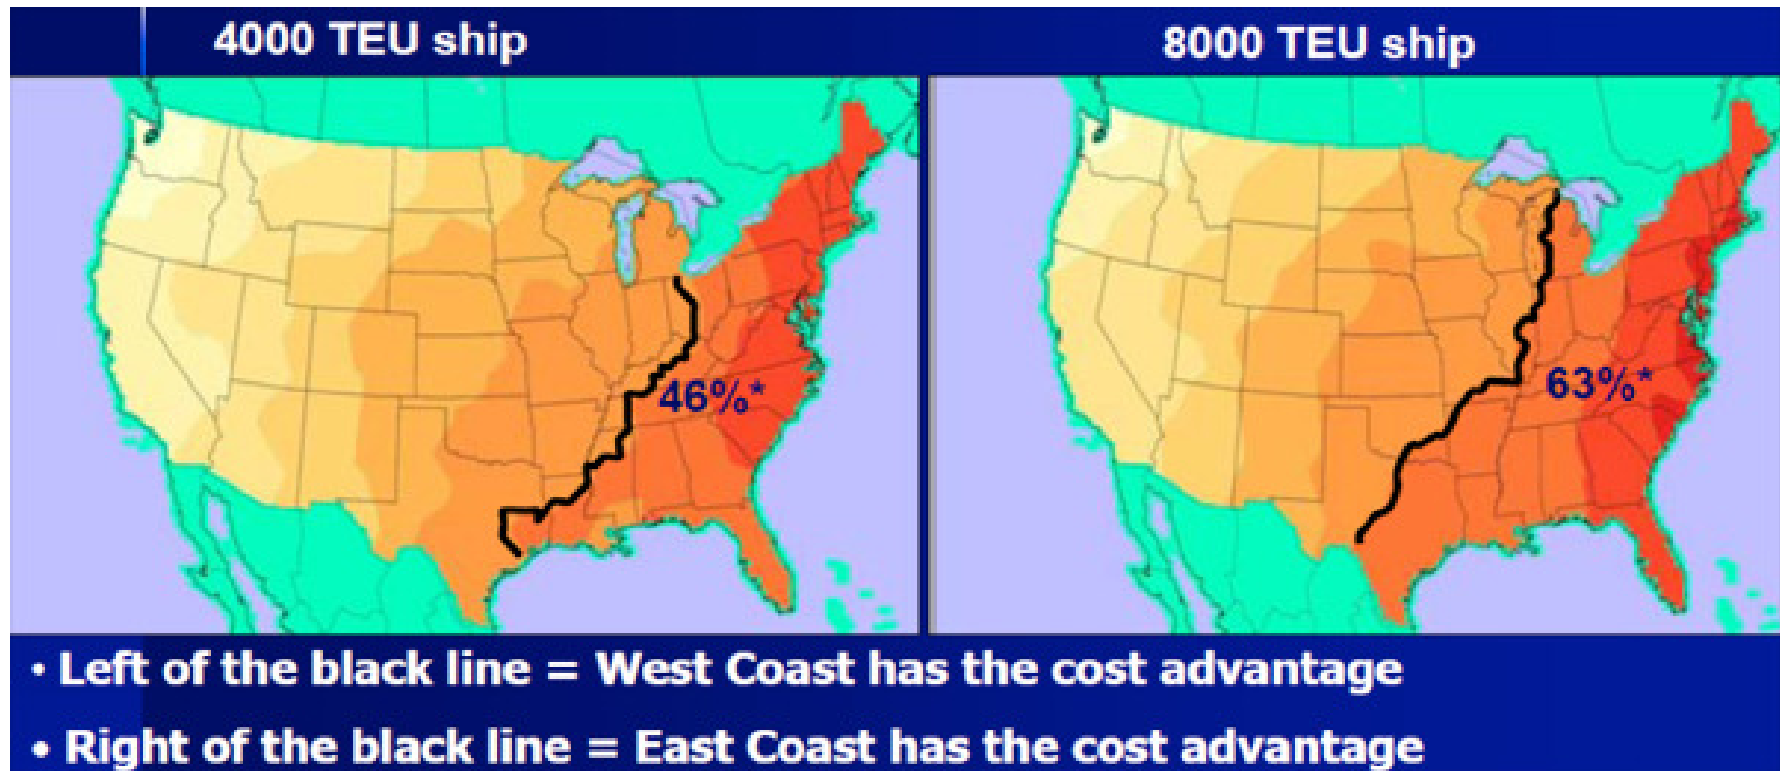 4000 TEU ship
8000 TEU ship
46%*
63%*
• Left of the black line = West Coast has the cost advantage
• Right of the black line = East Coast has the cost advantage